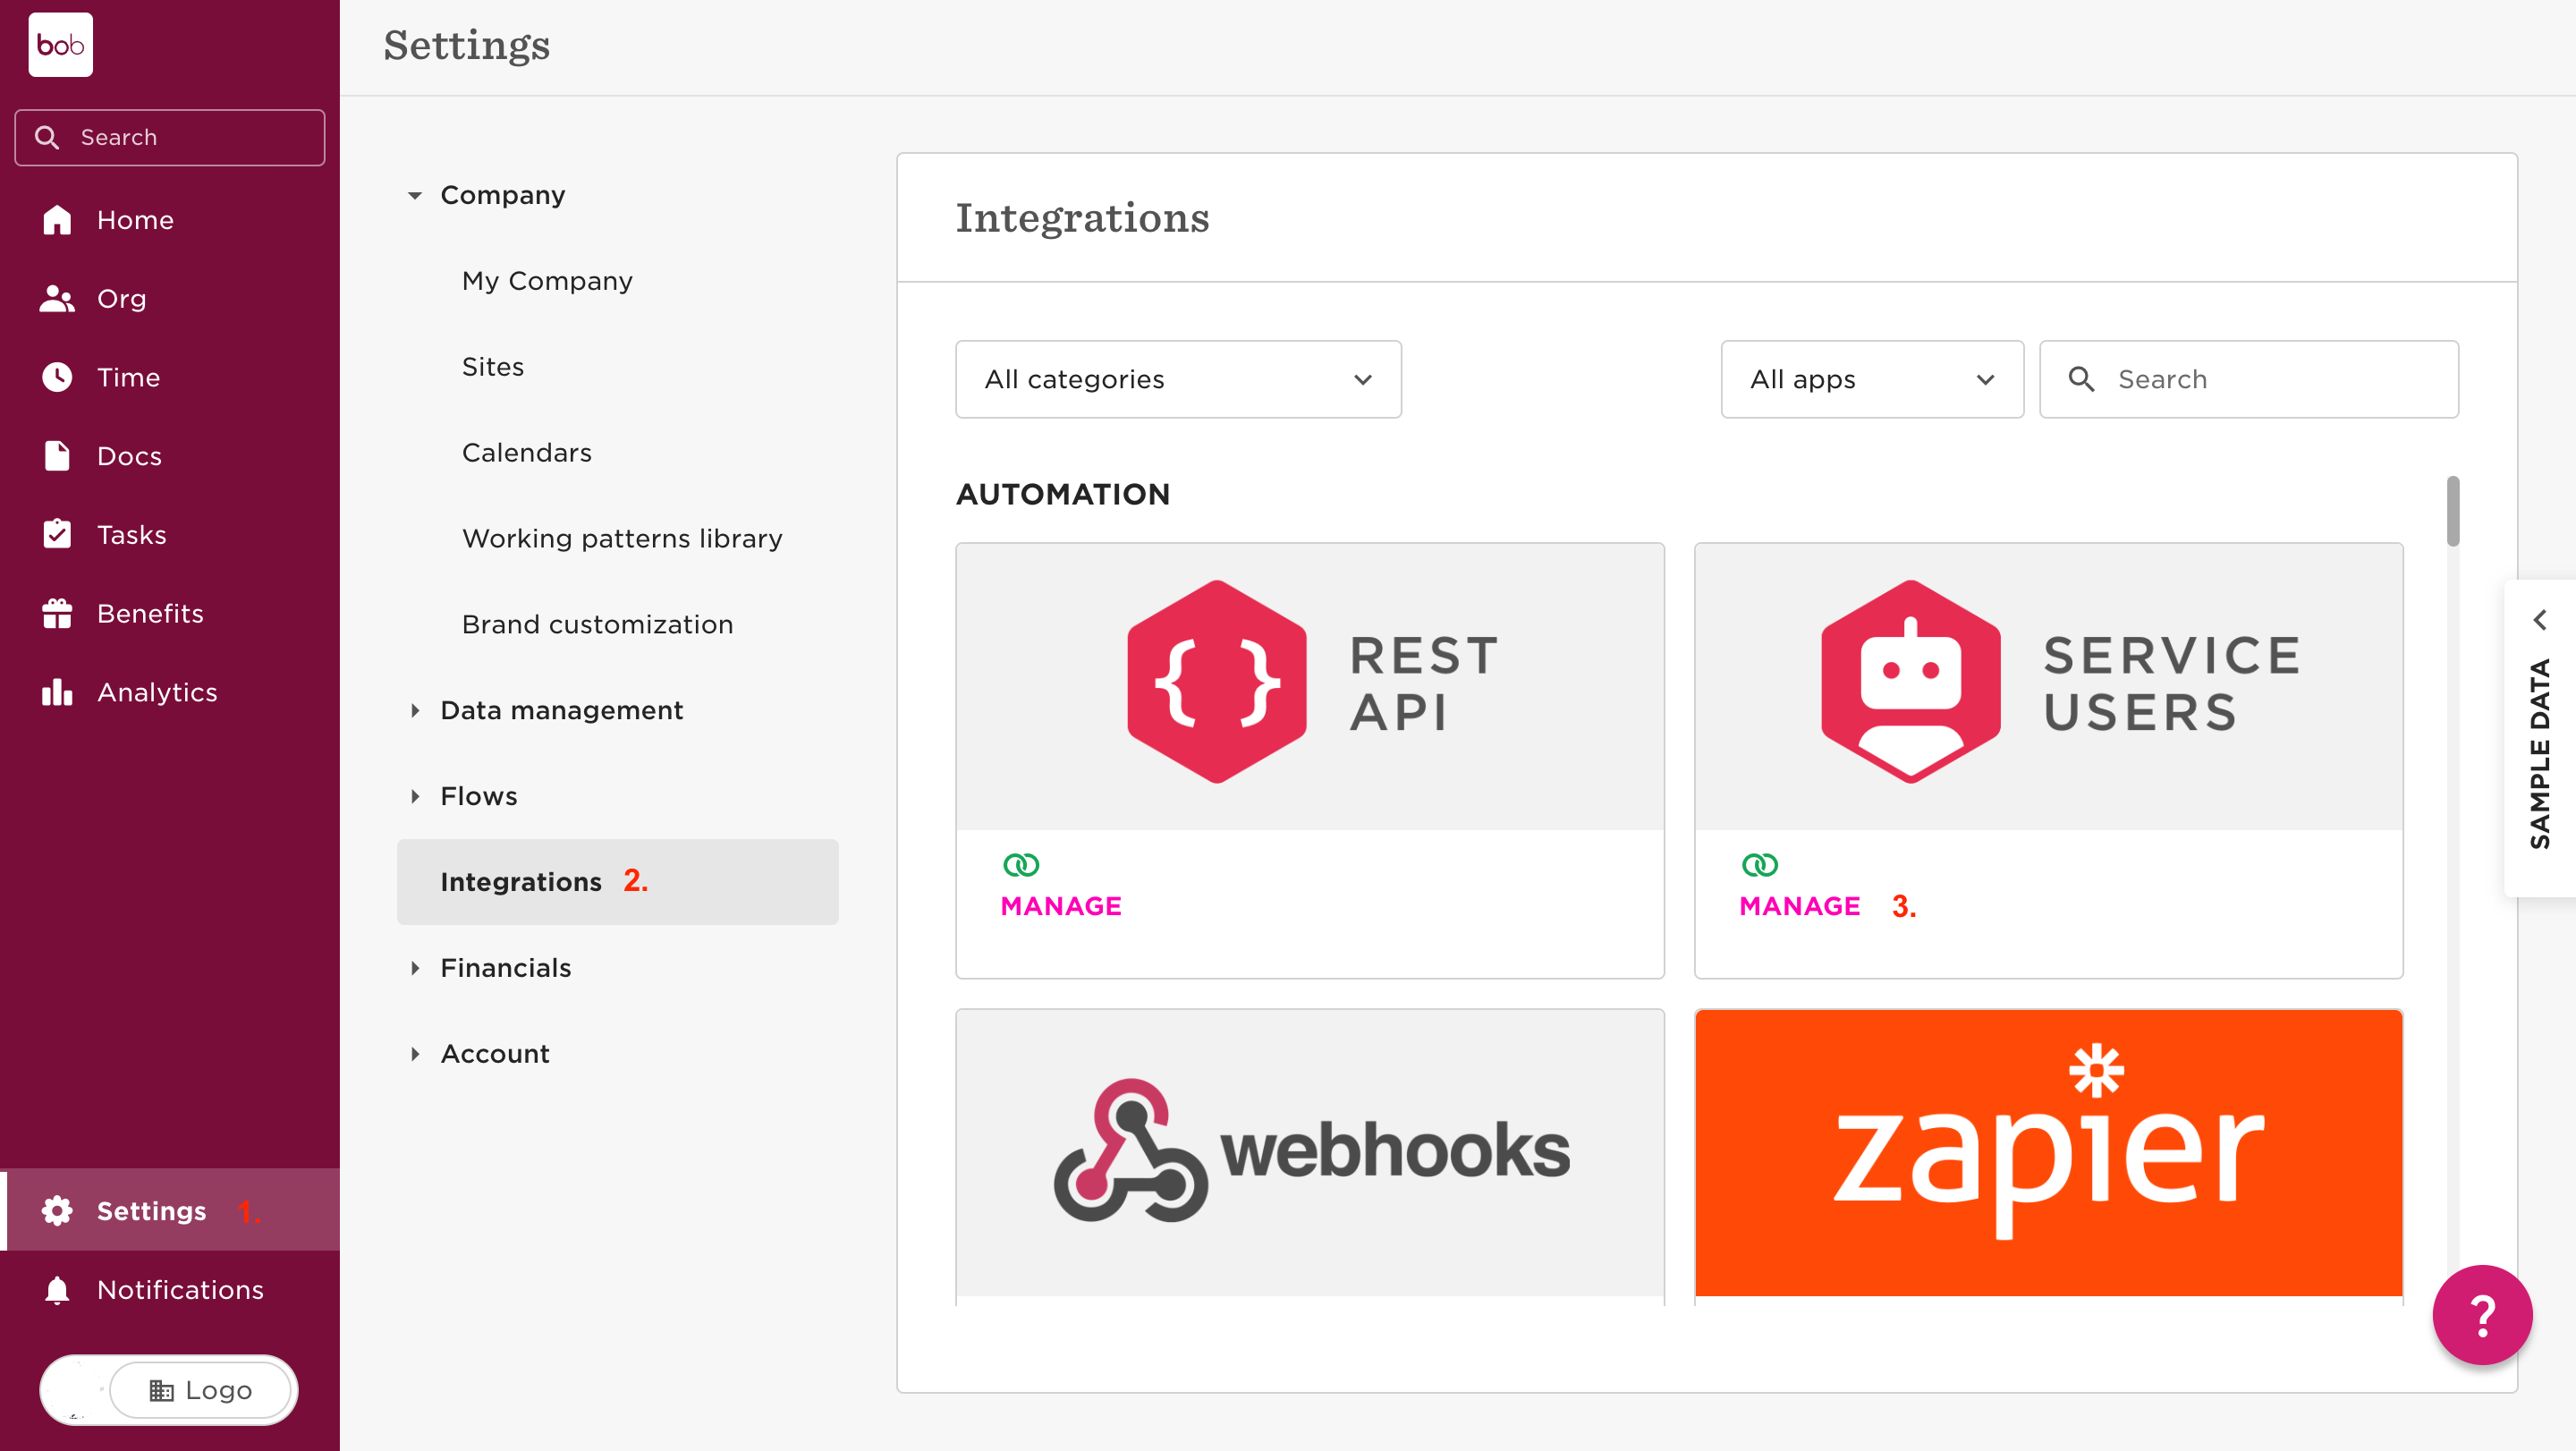 bob
Search
Home
Org
Time
Docs
Tasks
Benefits
Analytics
Settings 1.
Notifications
Logo
Settings
Company
My Company
Sites
Calendars
Working patterns library
Brand customization
Data management
Flows
Integrations 2.
Financials
Account
Integrations
All categories
All apps
Search
AUTOMATION
REST
API
MANAGE
SERVICE
USERS
MANAGE 3.
webhooks
zapier
SAMPLE DATA
?